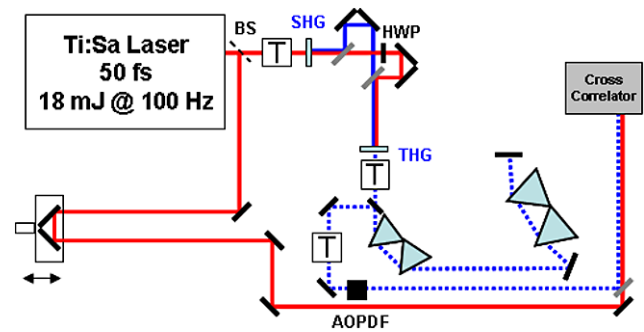 Ti:Sa Laser
50 fs
18 mJ @ 100 Hz
BS
T
SHG
HWP
Cross
Correlator
THG
T
T
AOPDF